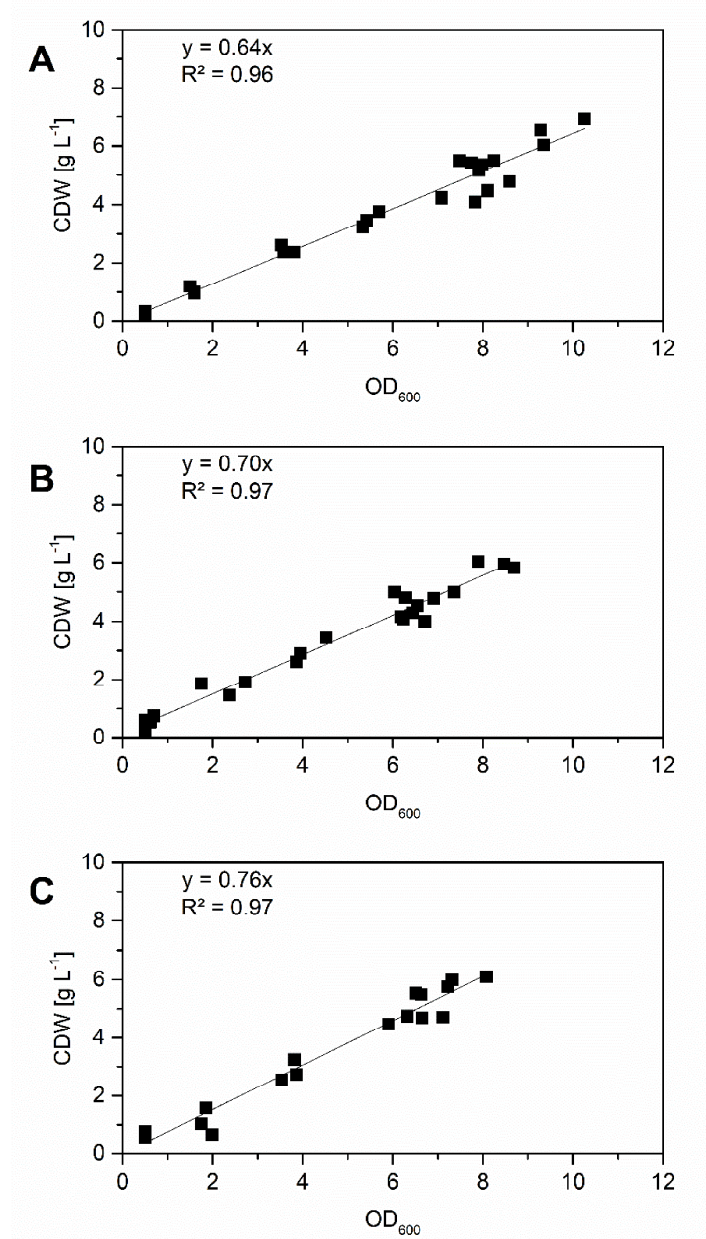 A
y = 0.64x
R² = 0.96
10
8
6
4
2
0
CDW [g L⁻¹]
0 2 4 6 8 10 12
OD₆₀₀
B
y = 0.70x
R² = 0.97
10
8
6
4
2
0
CDW [g L⁻¹]
0 2 4 6 8 10 12
OD₆₀₀
C
y = 0.76x
R² = 0.97
10
8
6
4
2
0
CDW [g L⁻¹]
0 2 4 6 8 10 12
OD₆₀₀